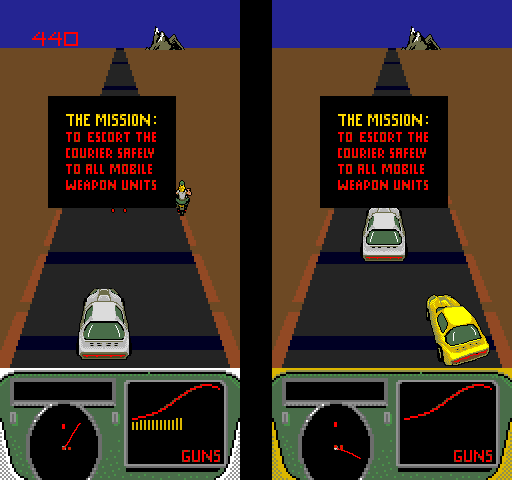 440
THE MISSION:
TO ESCORT THE
COURIER SAFELY
TO ALL MOBILE
WEAPON UNITS
THE MISSION:
TO ESCORT THE
COURIER SAFELY
TO ALL MOBILE
WEAPON UNITS
GUNS
GUNS